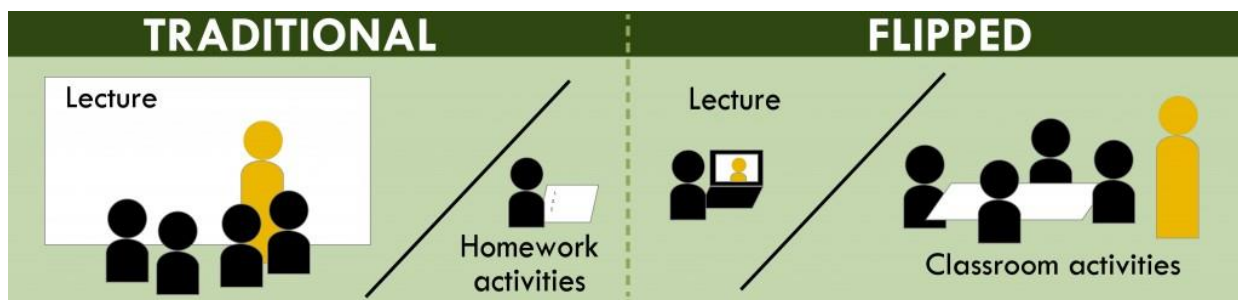 TRADITIONAL
Lecture
Homework
activities
FLIPPED
Lecture
Classroom activities